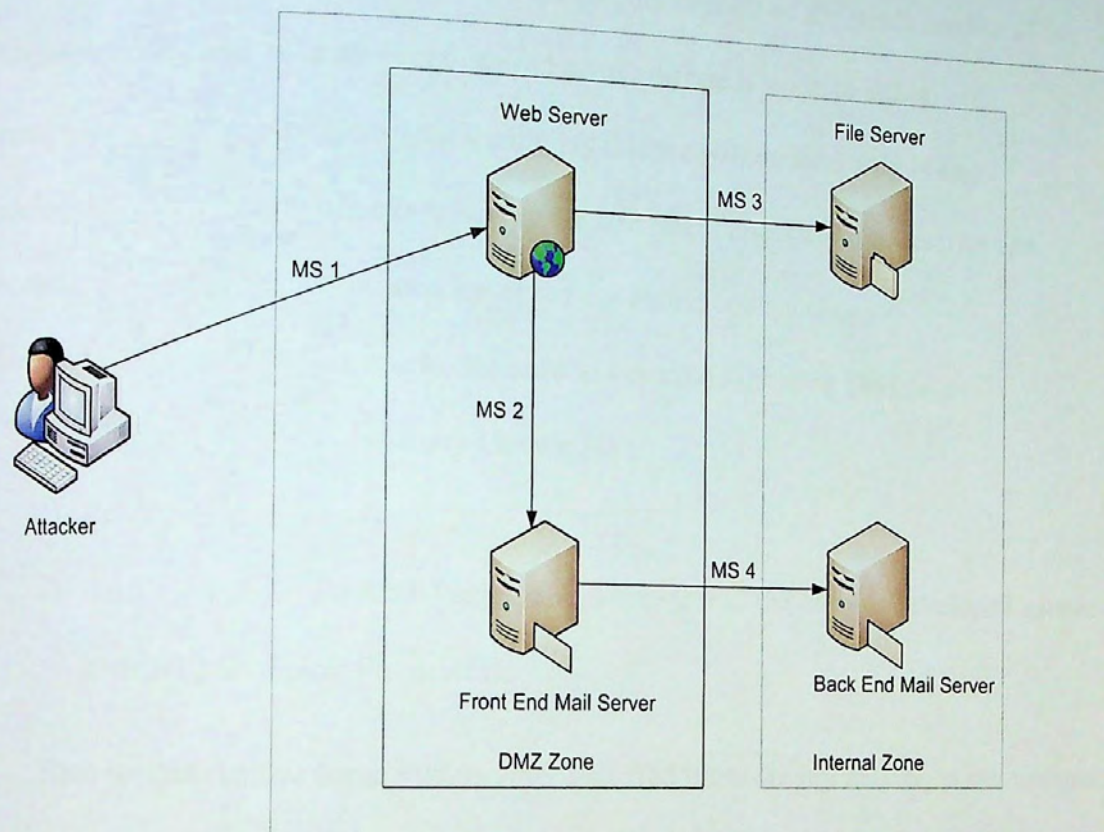 Web Server
File Server
MS 3
MS 1
MS 2
Attacker
MS 4
Front End Mail Server
Back End Mail Server
DMZ Zone
Internal Zone